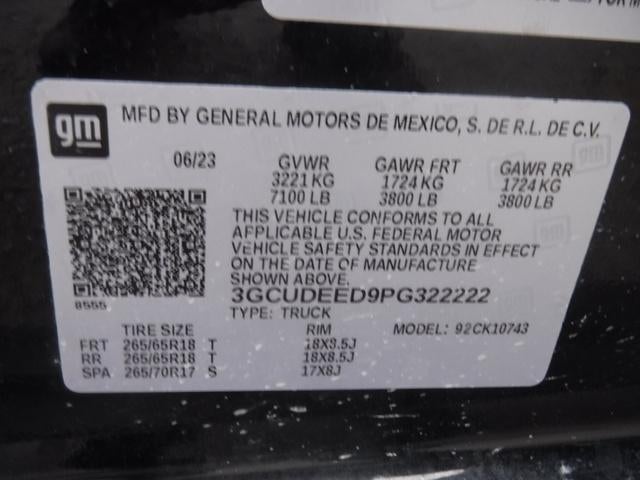 FOR M
gm
MFD BY GENERAL MOTORS DE MEXICO, S. DE R.L. DE C.V.
06/23 GVWR GAWR FRT GAWR RR
3221 KG 1724 KG 1724 KG
7100 LB 3800 LB 3800 LB
THIS VEHICLE CONFORMS TO ALL
APPLICABLE U.S. FEDERAL MOTOR
VEHICLE SAFETY STANDARDS IN EFFECT
ON THE DATE OF MANUFACTURE
SHOWN ABOVE.
8555
3GCUDEED9PG322222
TYPE: TRUCK MODEL: 92CK10743
TIRE SIZE RIM
FRT 265/65R18 T 18X8.5J
RR 265/65R18 T 18X8.5J
SPA 265/70R17 S 17X8J